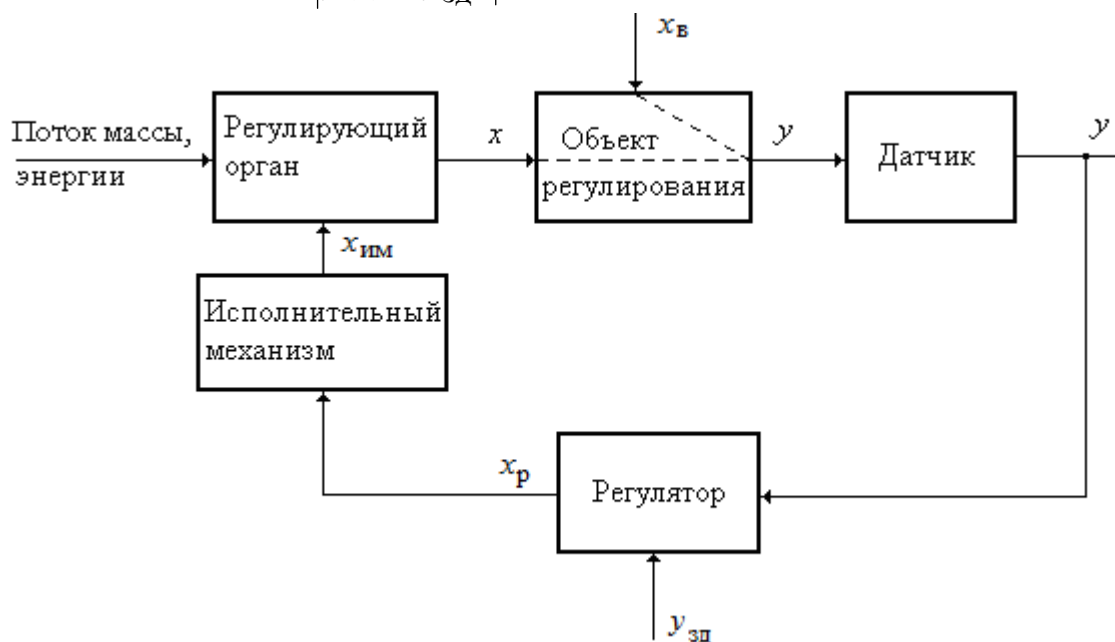 x_в
Поток массы,
энергии
Регулирующий
орган
x
Объект
регулирования
y
Датчик
y
x_им
Исполнительный
механизм
x_р
Регулятор
y_зд